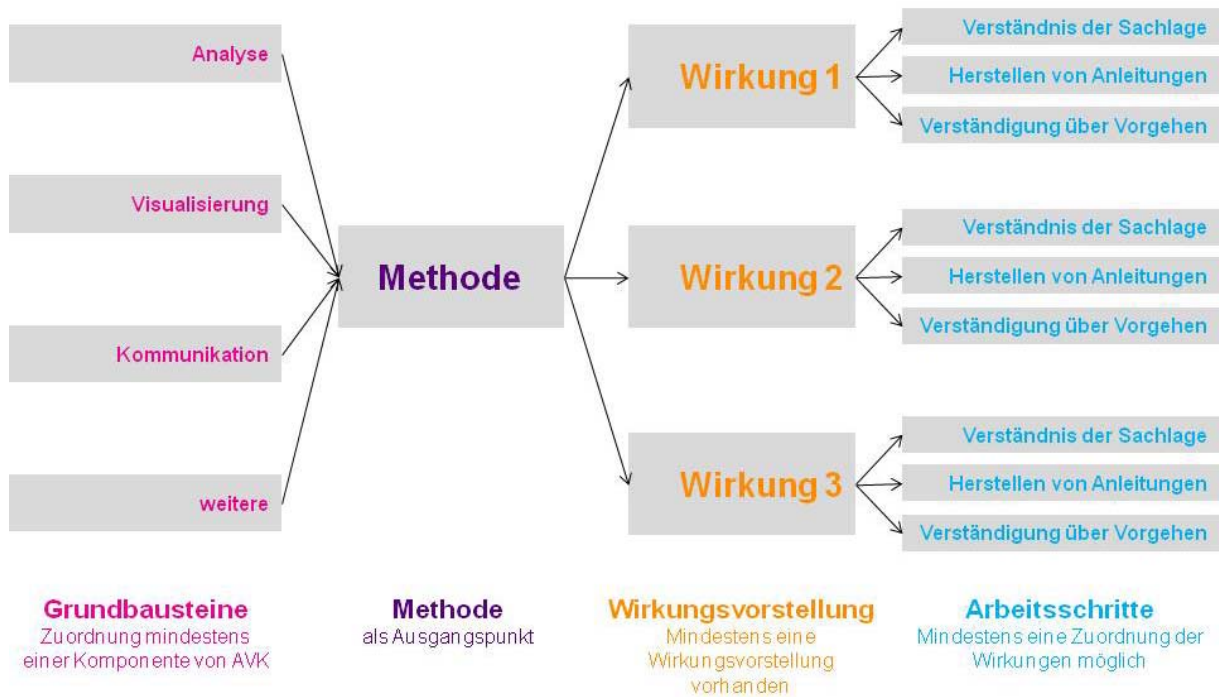 Analyse
Visualisierung
Kommunikation
weitere
Methode
Wirkung 1
Wirkung 2
Wirkung 3
Verständnis der Sachlage
Herstellen von Anleitungen
Verständigung über Vorgehen
Verständnis der Sachlage
Herstellen von Anleitungen
Verständigung über Vorgehen
Verständnis der Sachlage
Herstellen von Anleitungen
Verständigung über Vorgehen
Grundbausteine
Zuordnung mindestens
einer Komponente von AVK
Methode
als Ausgangspunkt
Wirkungsvorstellung
Mindestens eine
Wirkungsvorstellung
vorhanden
Arbeitsschritte
Mindestens eine Zuordnung der
Wirkungen möglich